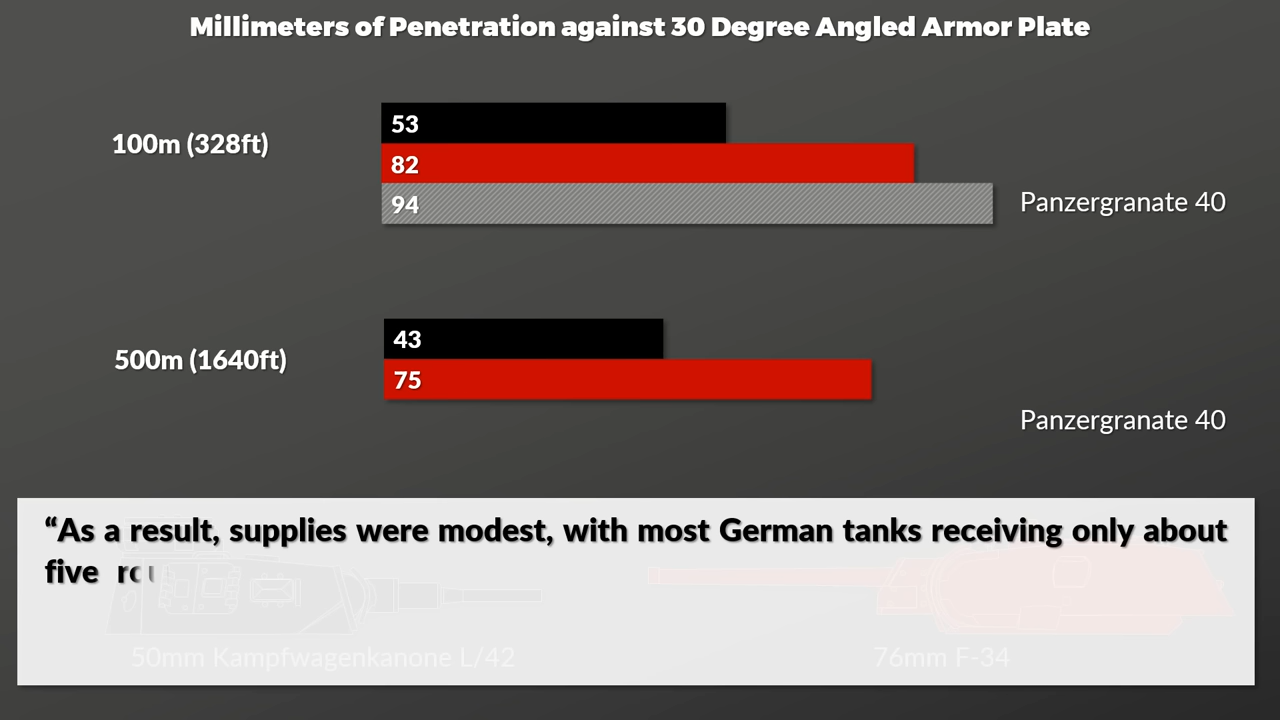 Millimeters of Penetration against 30 Degree Angled Armor Plate
53
100m (328ft)
82
94
Panzergranate 40
43
500m (1640ft)
75
Panzergranate 40
“As a result, supplies were modest, with most German tanks receiving only about
five
50mm Kampfwagenkanone L/42
76mm F-34